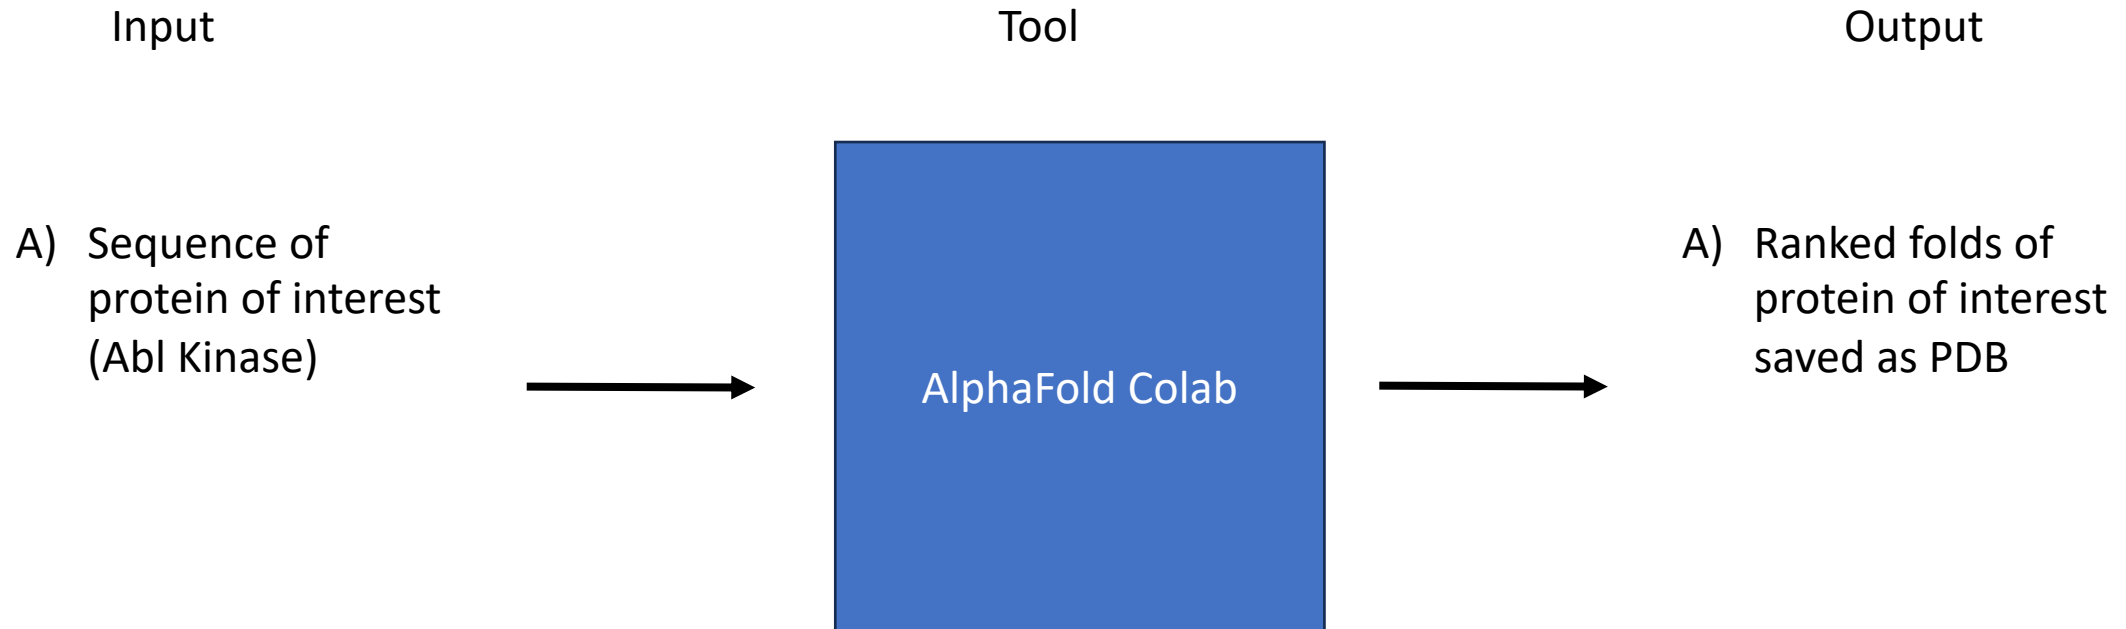 Input
Tool
Output
A) Sequence of
protein of interest
(Abl Kinase)
AlphaFold Colab
A) Ranked folds of
protein of interest
saved as PDB